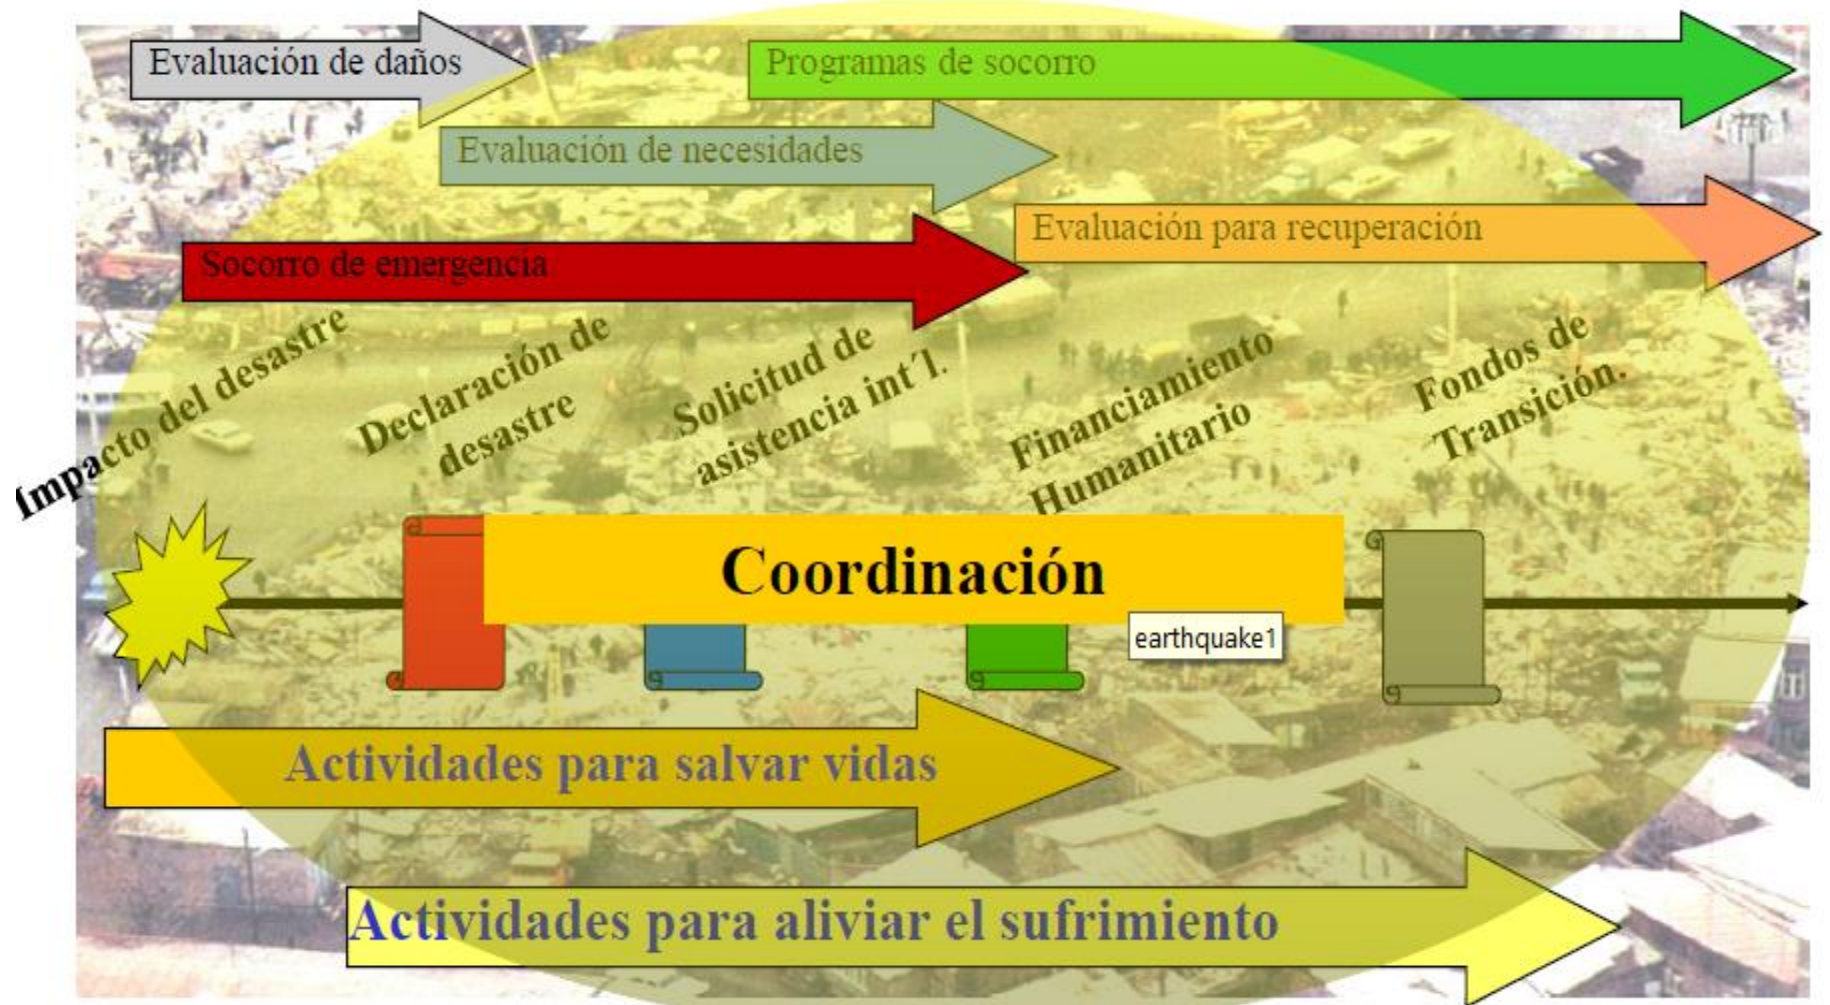 Evaluación de daños
Programas de socorro
Evaluación de necesidades
Evaluación para recuperación
Socorro de emergencia
Impacto del desastre
Declaración de
desastre
Solicitud de
asistencia int´l.
Financiamiento
Humanitario
Fondos de
Transición.
Coordinación
earthquake1
Actividades para salvar vidas
Actividades para aliviar el sufrimiento